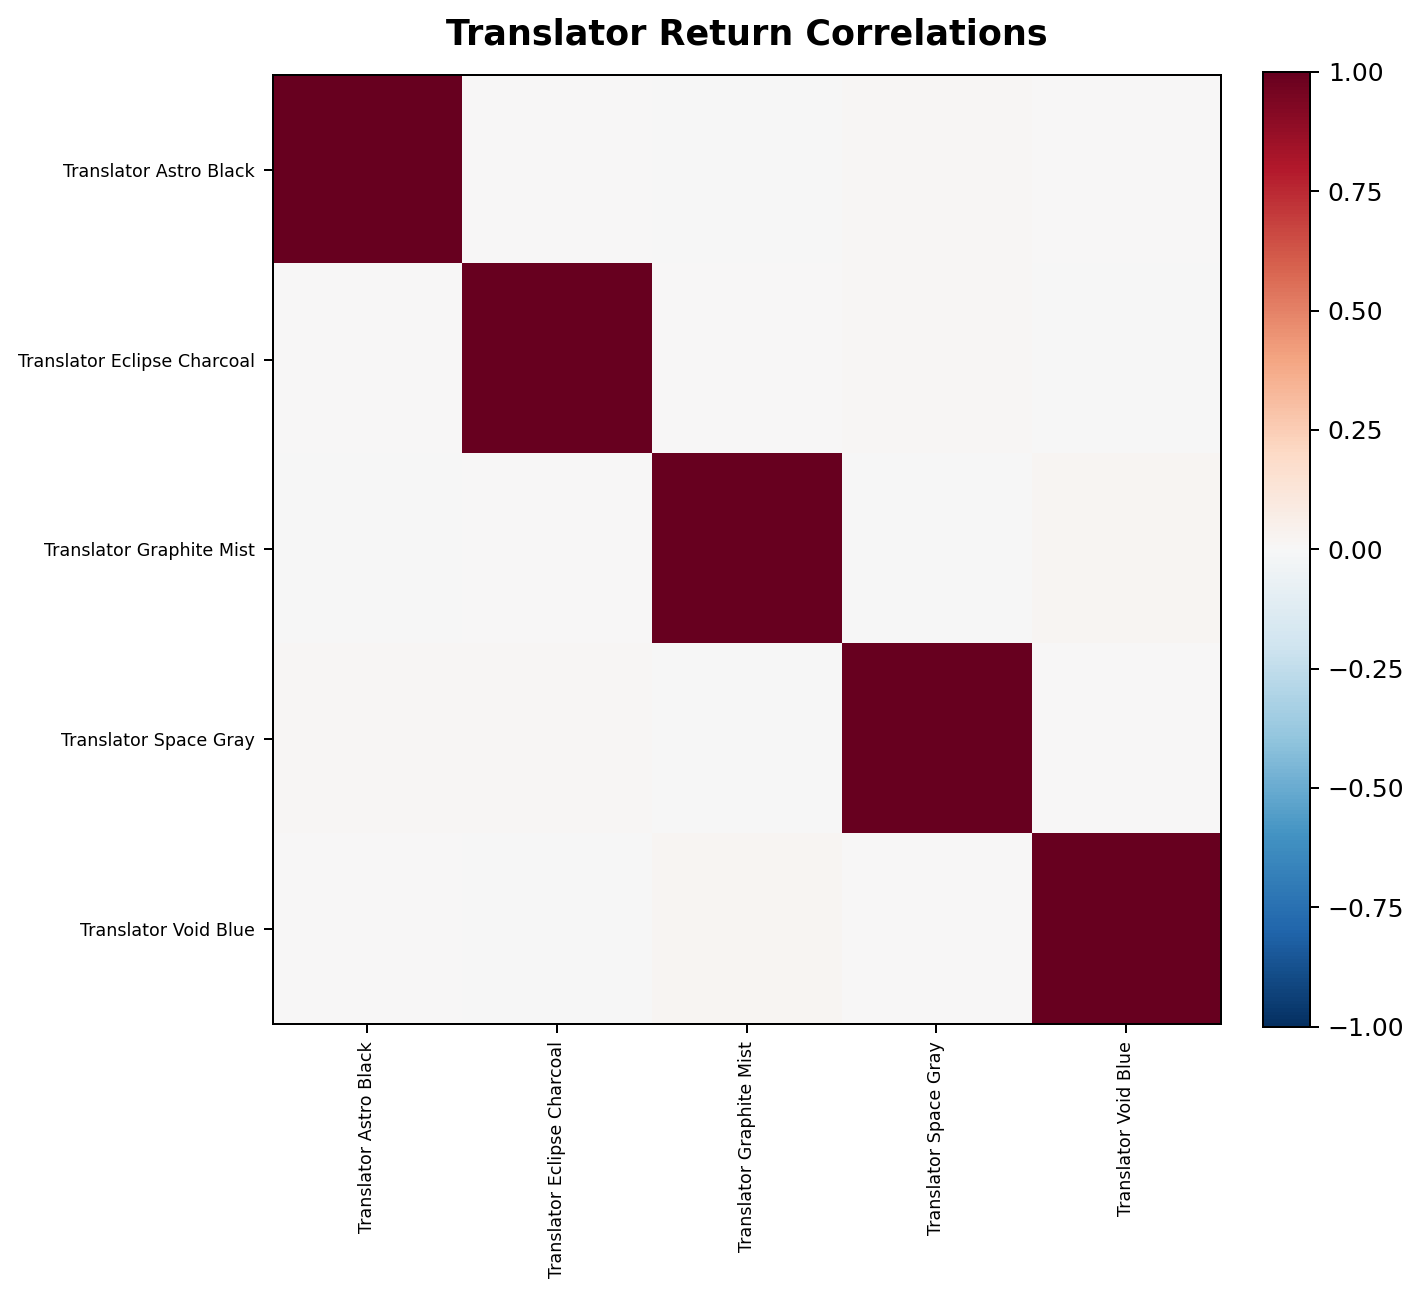 Translator Return Correlations
Translator Astro Black
Translator Eclipse Charcoal
Translator Graphite Mist
Translator Space Gray
Translator Void Blue
Translator Astro Black
Translator Eclipse Charcoal
Translator Graphite Mist
Translator Space Gray
Translator Void Blue
1.00
0.75
0.50
0.25
0.00
−0.25
−0.50
−0.75
−1.00